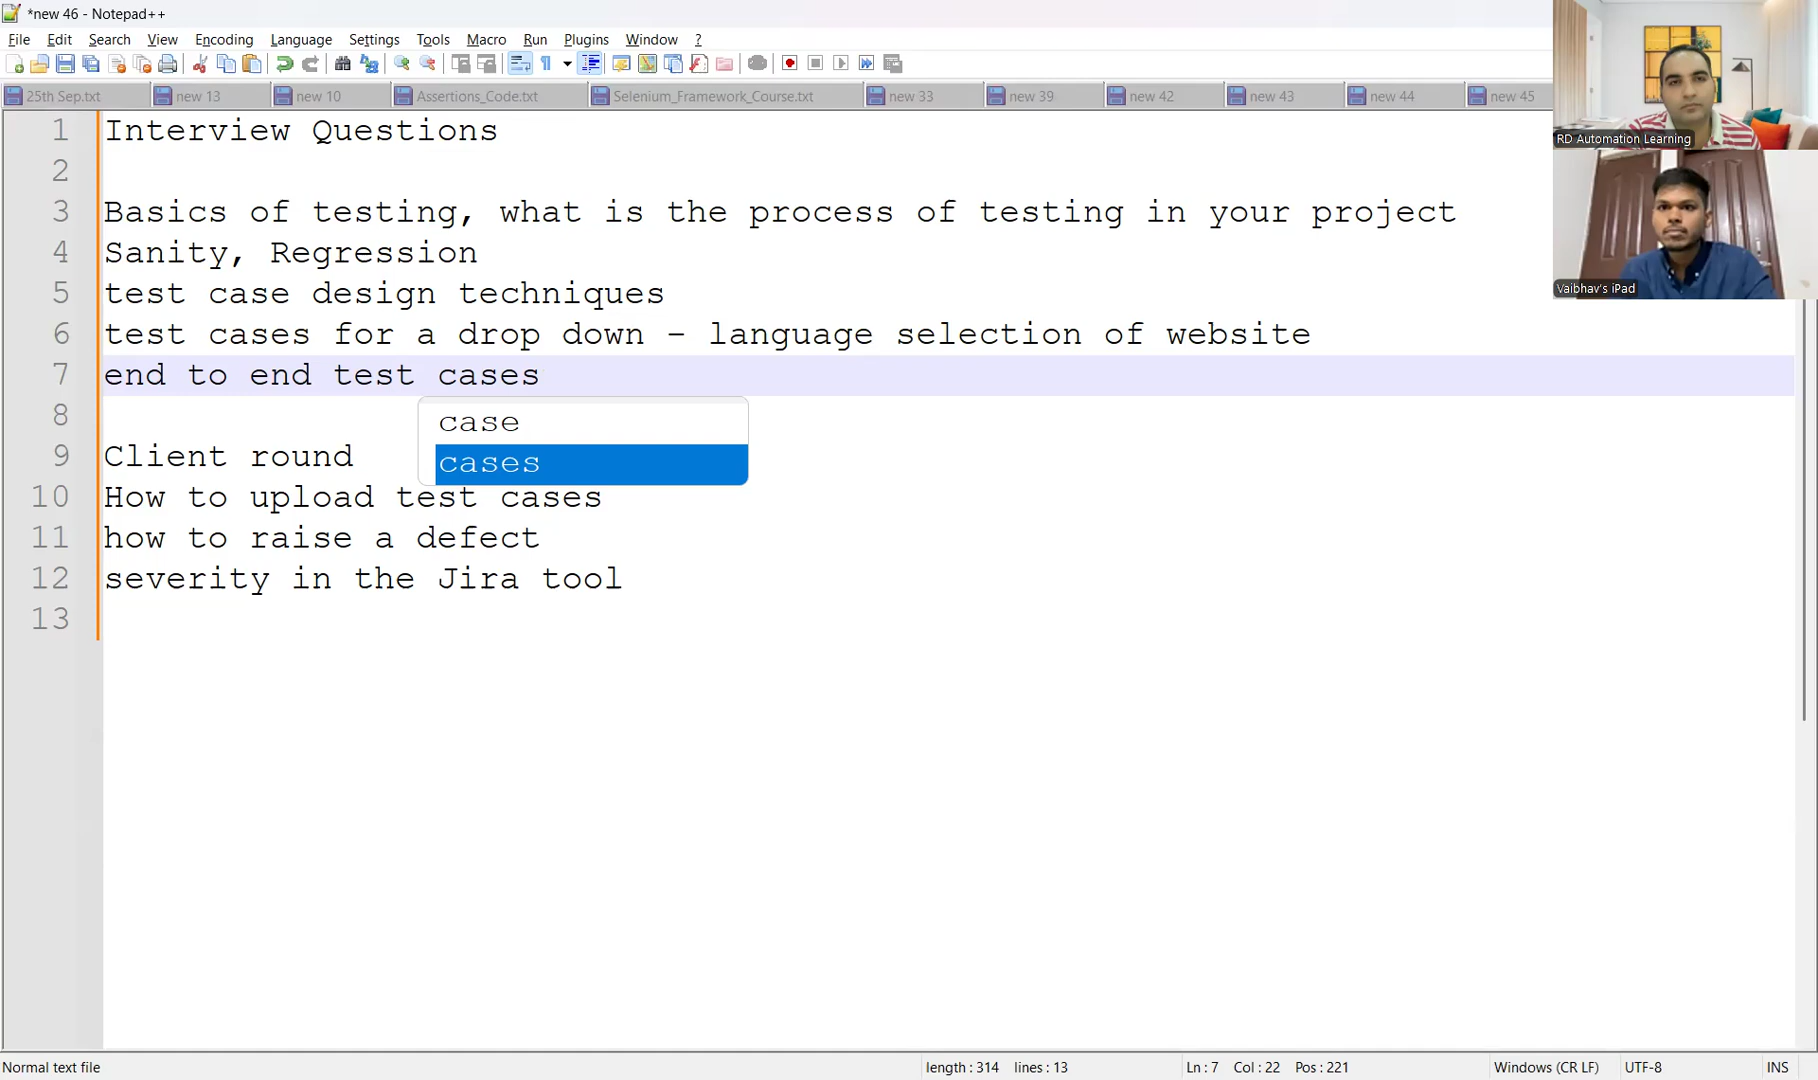 *new 46 - Notepad++
File Edit Search View Encoding Language Settings Tools Macro Run Plugins Window ?
25th Sep.txt new 13 new 10 Assertions_Code.txt Selenium_Framework_Course.txt new 33 new 39 new 42 new 43 new 44 new 45
RD Automation Learning
Vaibhav's iPad
1 Interview Questions
2
3 Basics of testing, what is the process of testing in your project
4 Sanity, Regression
5 test case design techniques
6 test cases for a drop down - language selection of website
7 end to end test cases
8
case
cases
9 Client round
10 How to upload test cases
11 how to raise a defect
12 severity in the Jira tool
13
Normal text file length : 314 lines : 13 Ln : 7 Col : 22 Pos : 221 Windows (CR LF) UTF-8 INS